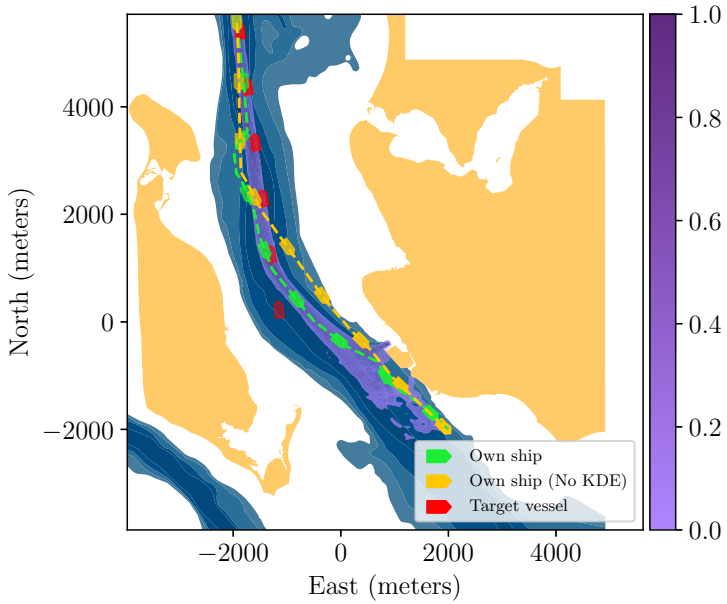 1.0
0.8
0.6
0.4
0.2
0.0
4000
2000
0
−2000
North (meters)
−2000
0
2000
4000
East (meters)
Own ship
Own ship (No KDE)
Target vessel